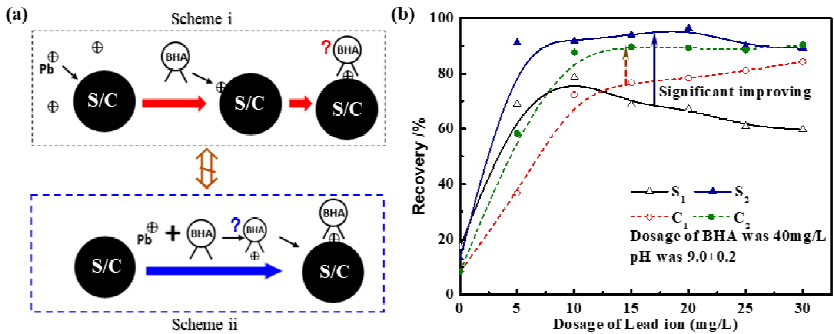 (a)
Scheme i
Pb
S/C
BHA
S/C
?
BHA
S/C
S/C
Pb
+
BHA
?
BHA
BHA
S/C
Scheme ii
(b)
100
80
60
40
20
0
Recovery /%
Significant improving
S1 S2
C1 C2
Dosage of BHA was 40mg/L
pH was 9.0±0.2
0 5 10 15 20 25 30
Dosage of Lead ion (mg/L)